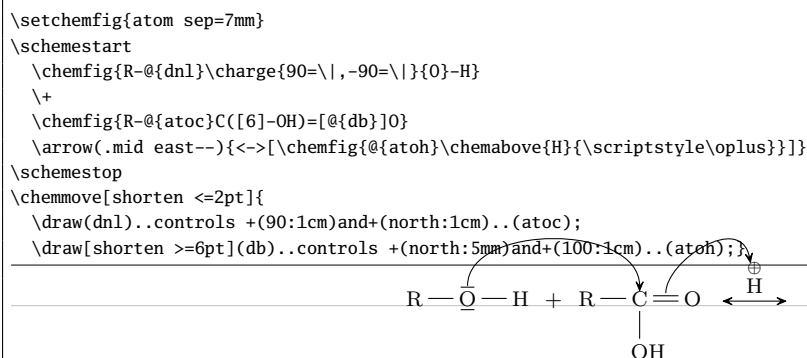 \setchemfig{atom sep=7mm}
\schemestart
\chemfig{R-@{dnl}\charge{90=\|,-90=\|}{O}-H}
\+
\chemfig{R-@{atoc}C([6]-OH)=[@{db}]O}
\arrow(.mid east--){<->[\chemfig{@{atoh}\chemabove{H}{\scriptstyle\oplus}}]}
\schemestop
\chemmove[shorten <=2pt]{
\draw(dnl)..controls +(90:1cm)and+(north:1cm)..(atoc);
\draw[shorten >=6pt](db)..controls +(north:5mm)and+(100:1cm)..(atoh);}
⊕
H
R — O — H + R — C = O
OH